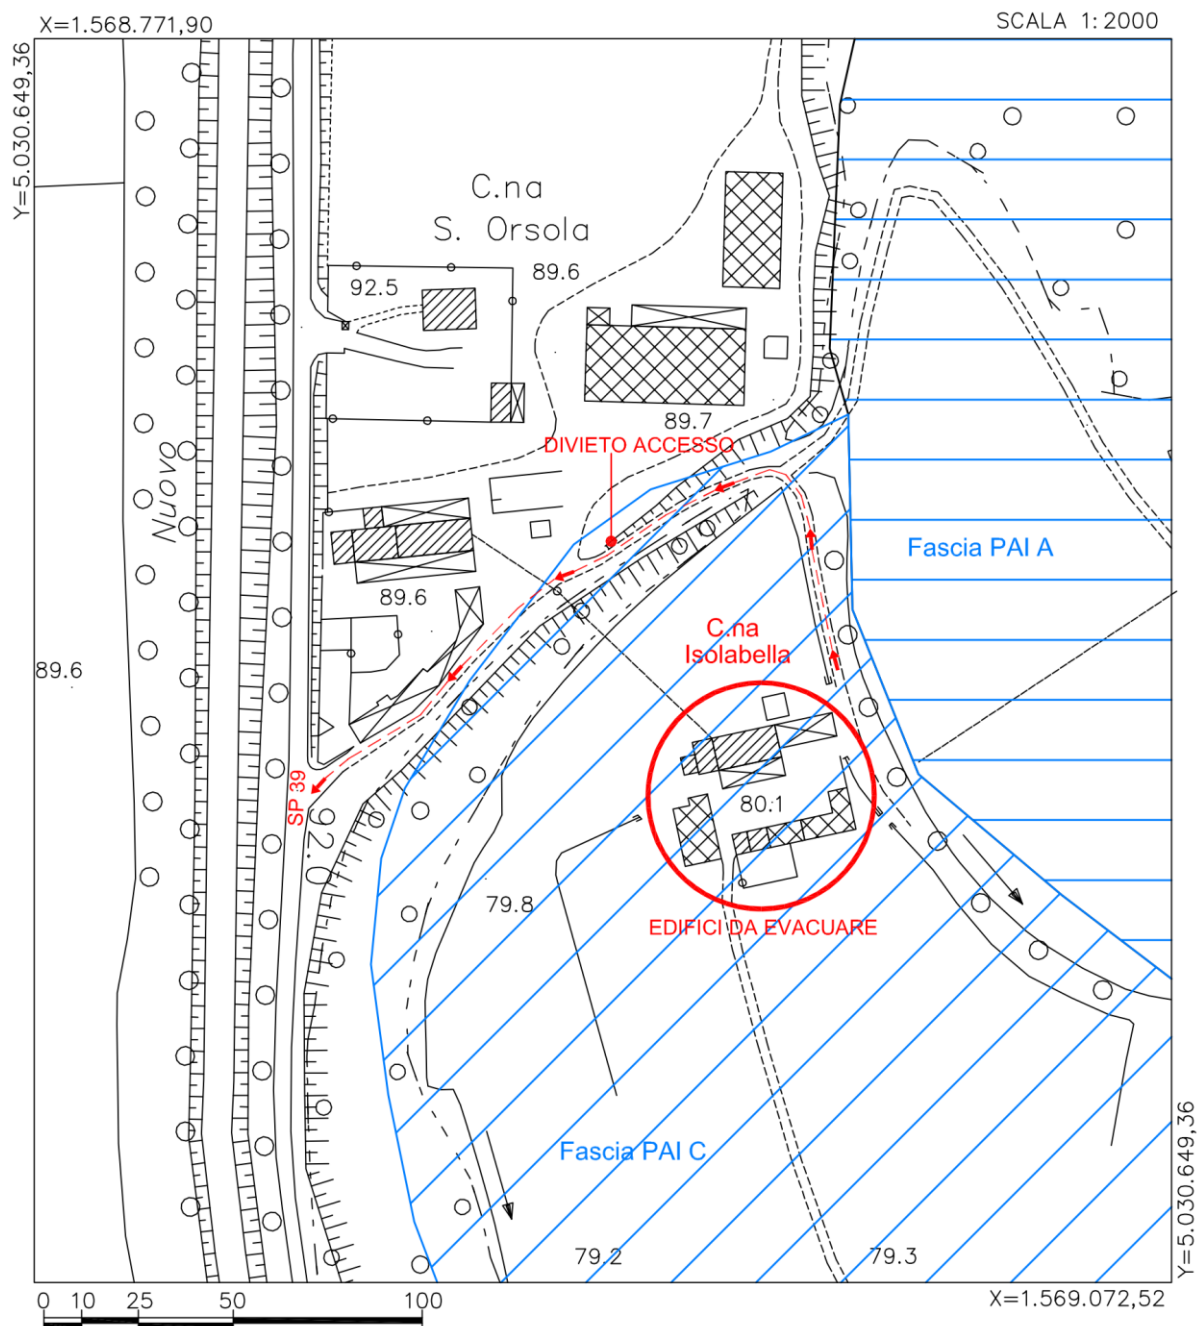 X=1.568.771,90
SCALA 1:2000
Y=5.030.649,36
C.na
S. Orsola
92.5
89.6
89.7
DIVIETO ACCESSO
Nuovo
Fascia PAI A
89.6
C.na
Isolabella
89.6
SP 39
92.0
80.1
79.8
EDIFICI DA EVACUARE
Fascia PAI C
79.2
79.3
Y=5.030.649,36
X=1.569.072,52
0 10 25 50 100